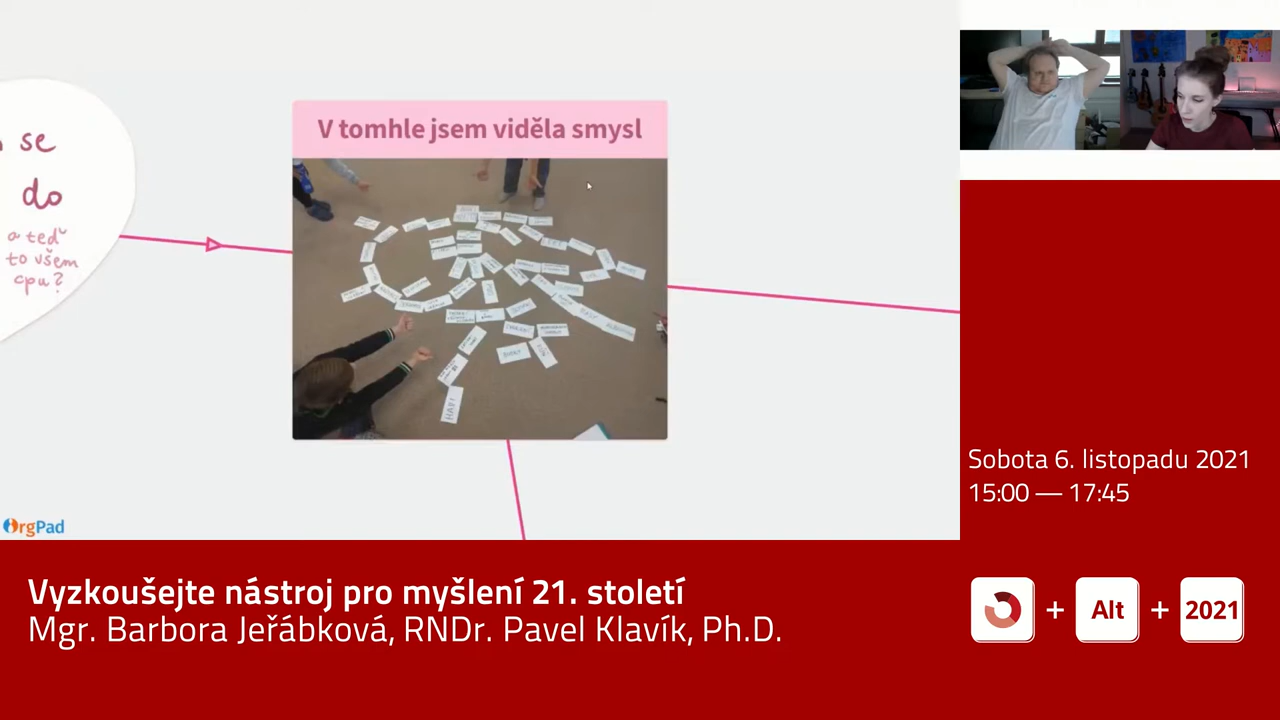 se
do
a teď
to všem
cpu?
V tomhle jsem viděla smysl
HAF!
OrgPad
Sobota 6. listopadu 2021
15:00 — 17:45
Vyzkoušejte nástroj pro myšlení 21. století
Mgr. Barbora Jeřábková, RNDr. Pavel Klavík, Ph.D.
+ Alt + 2021